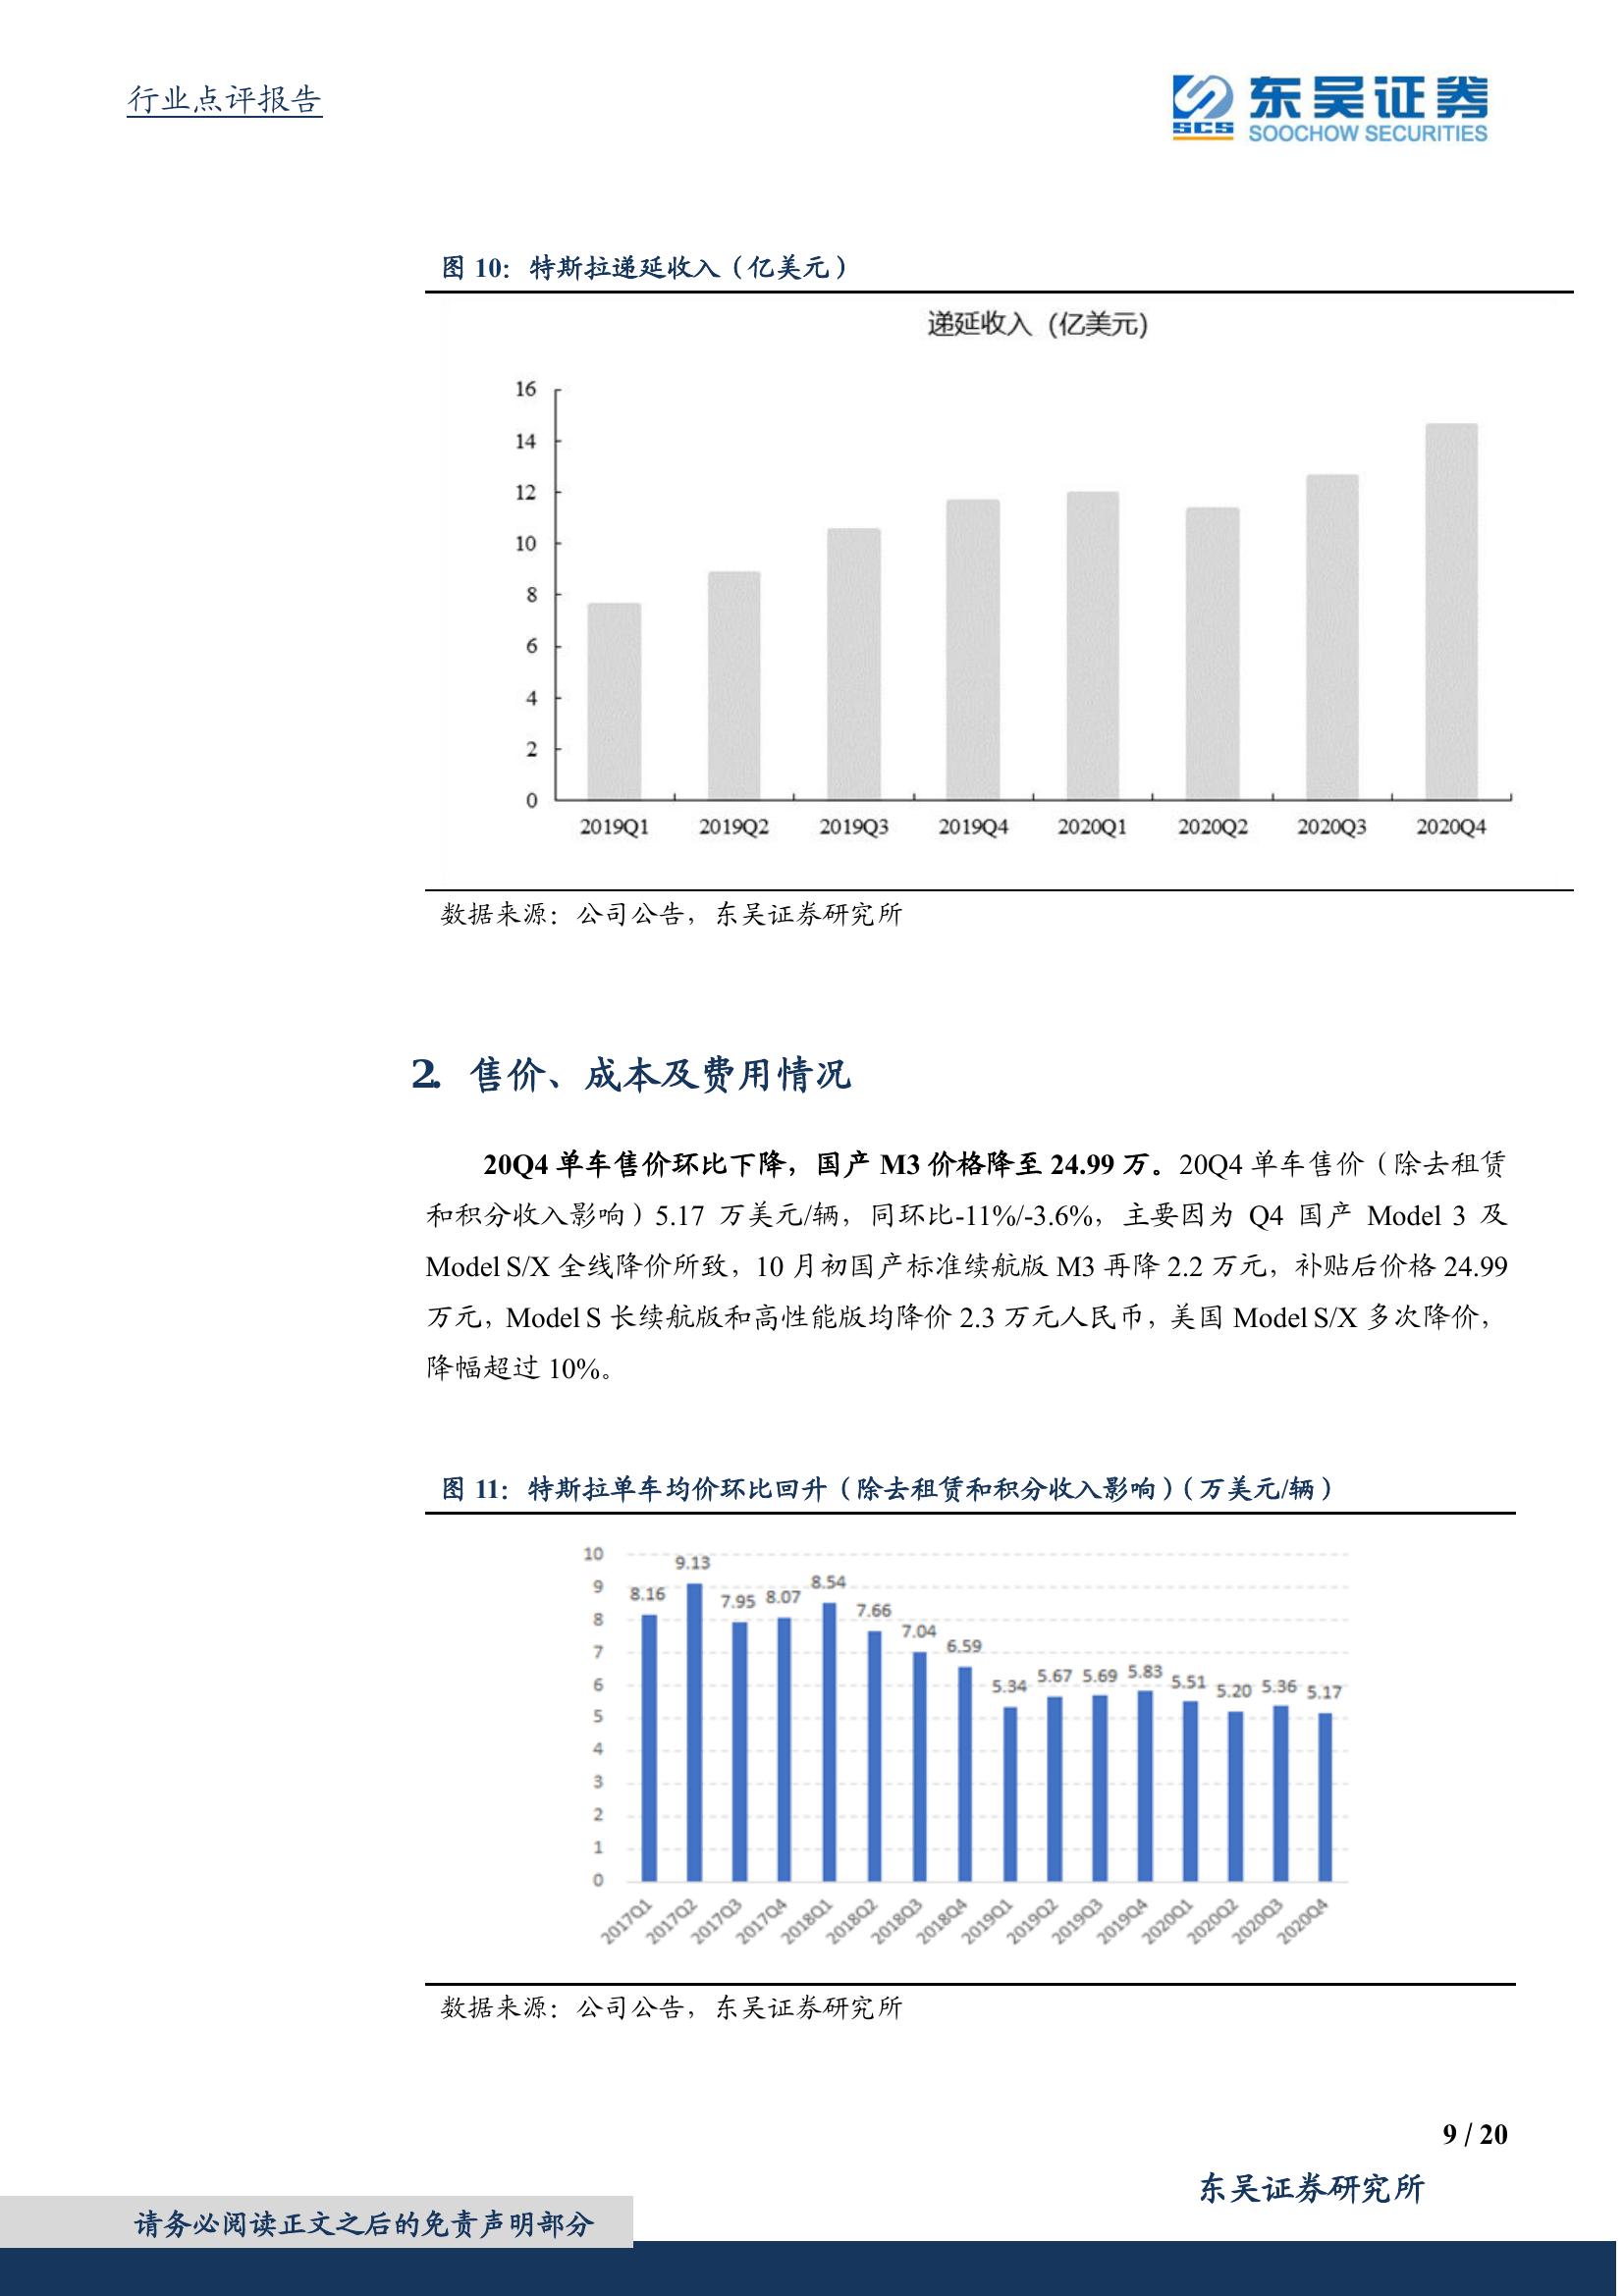 行业点评报告
东吴证券
SCS
SOOCHOW SECURITIES
图 10：特斯拉递延收入（亿美元）
递延收入（亿美元）
16
14
12
10
8
6
4
2
0
2019Q1 2019Q2 2019Q3 2019Q4 2020Q1 2020Q2 2020Q3 2020Q4
数据来源：公司公告，东吴证券研究所
2. 售价、成本及费用情况
20Q4 单车售价环比下降，国产 M3 价格降至 24.99 万。20Q4 单车售价（除去租赁
和积分收入影响）5.17 万美元/辆，同环比-11%/-3.6%，主要因为 Q4 国产 Model 3 及
Model S/X 全线降价所致，10 月初国产标准续航版 M3 再降 2.2 万元，补贴后价格 24.99
万元，Model S 长续航版和高性能版均降价 2.3 万元人民币，美国 Model S/X 多次降价，
降幅超过 10%。
图 11：特斯拉单车均价环比回升（除去租赁和积分收入影响）（万美元/辆）
10
9
8
7
6
5
4
3
2
1
0
8.16 9.13 7.95 8.07 8.54 7.66 7.04 6.59 5.34 5.67 5.69 5.83 5.51 5.20 5.36 5.17
2017Q1 2017Q2 2017Q3 2017Q4 2018Q1 2018Q2 2018Q3 2018Q4 2019Q1 2019Q2 2019Q3 2019Q4 2020Q1 2020Q2 2020Q3 2020Q4
数据来源：公司公告，东吴证券研究所
9 / 20
东吴证券研究所
请务必阅读正文之后的免责声明部分